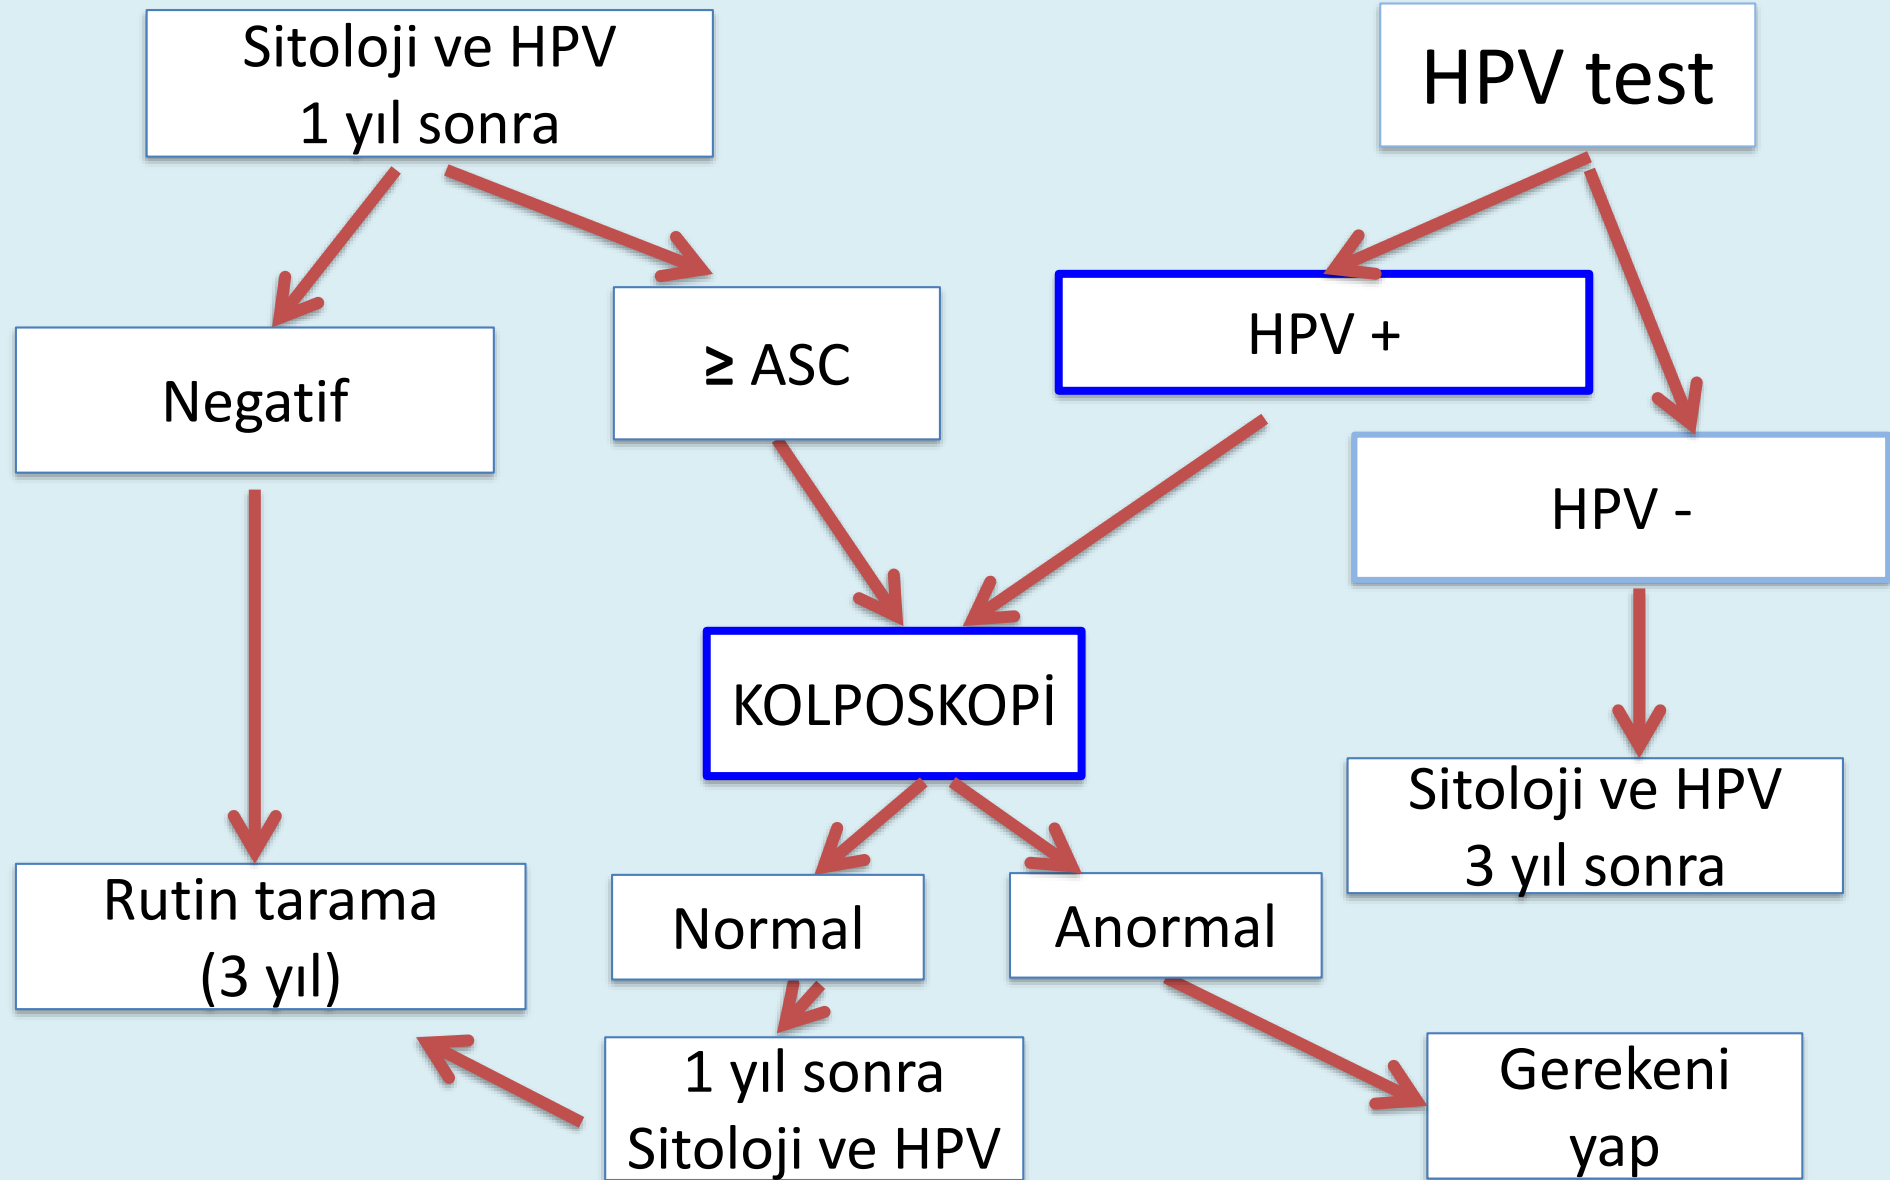 Sitoloji ve HPV
1 yıl sonra
HPV test
Negatif
≥ ASC
HPV +
HPV -
KOLPOSKOPİ
Sitoloji ve HPV
3 yıl sonra
Rutin tarama
(3 yıl)
Normal
Anormal
1 yıl sonra
Sitoloji ve HPV
Gerekeni
yap